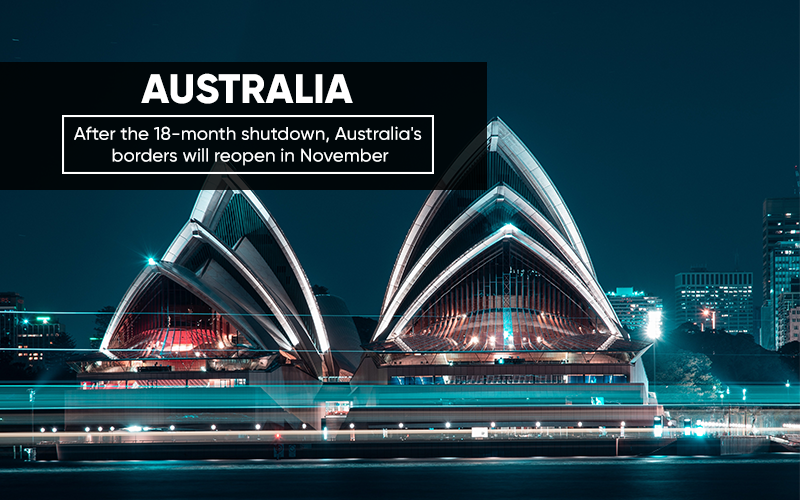 AUSTRALIA
After the 18-month shutdown, Australia's
borders will reopen in November